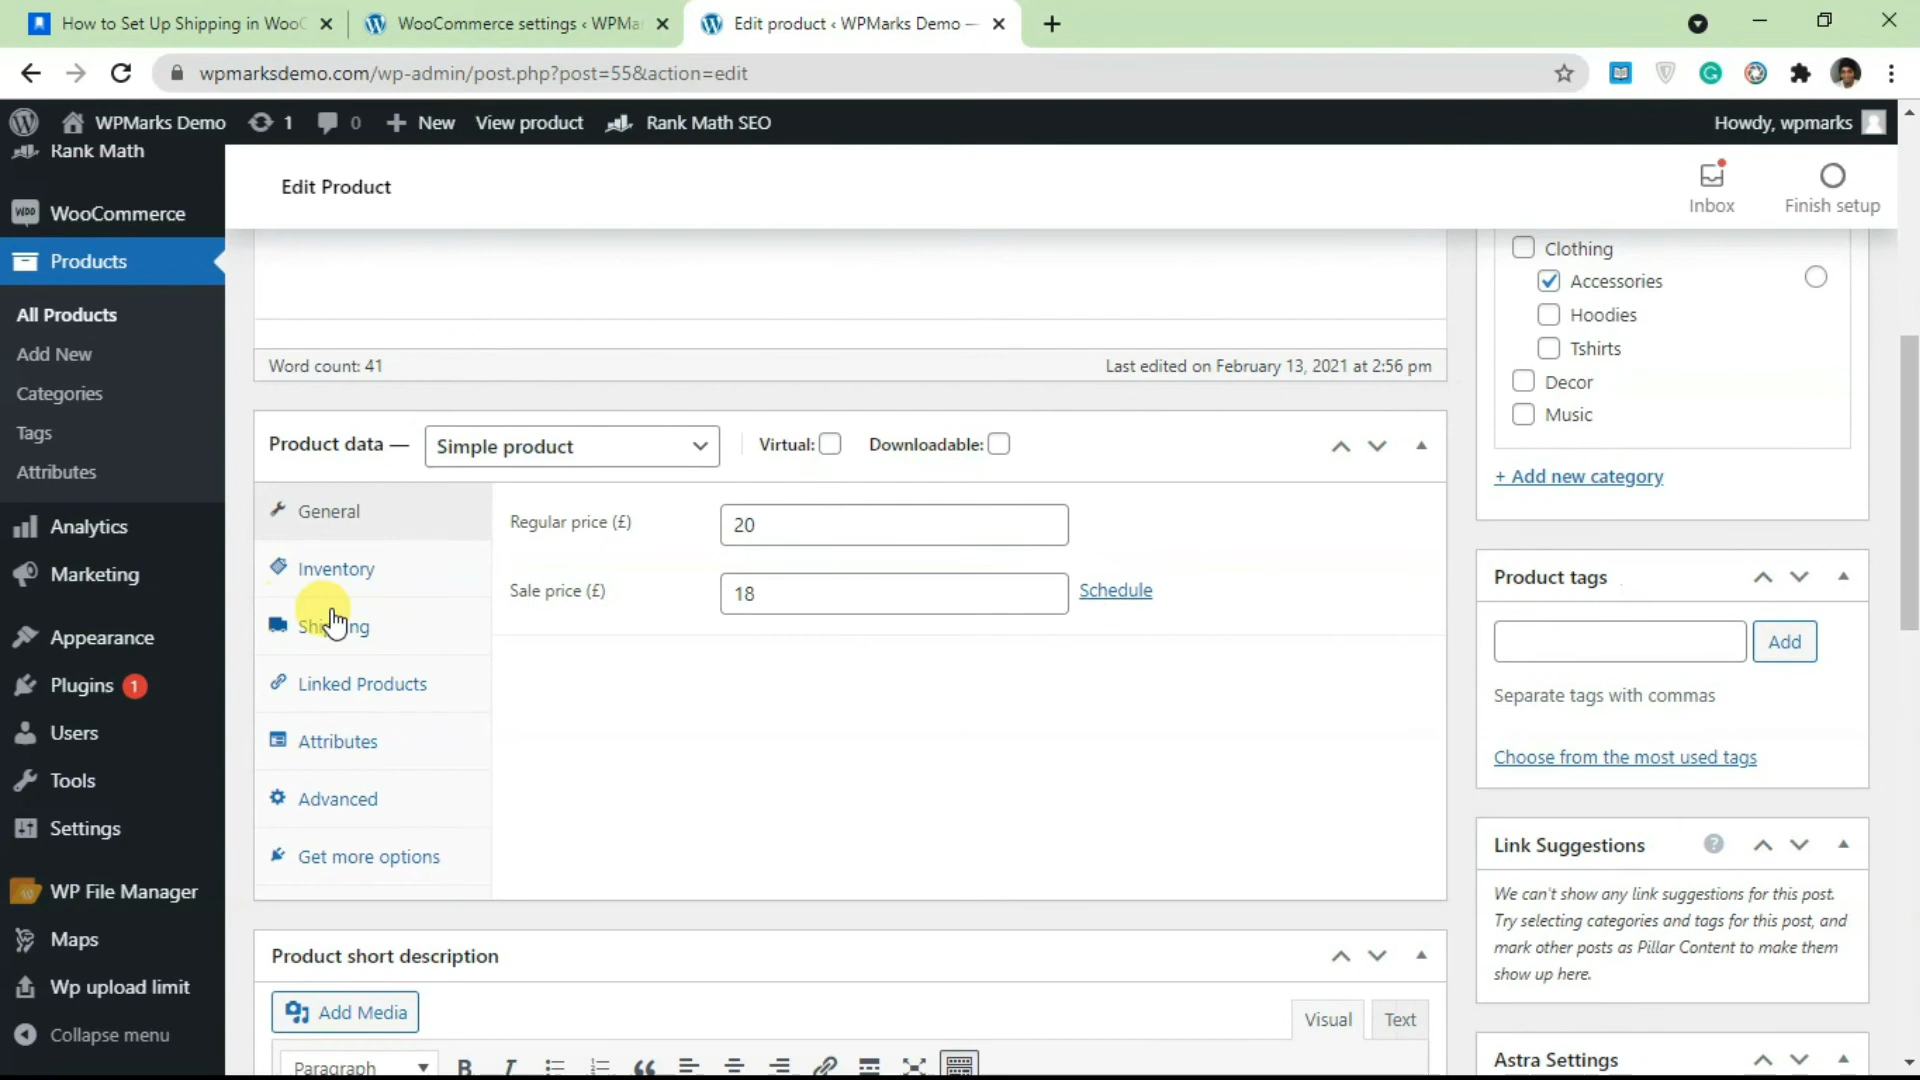 How to Set Up Shipping in WooC
WooCommerce settings ‹ WPMa
Edit product ‹ WPMarks Demo —
wpmarksdemo.com/wp-admin/post.php?post=55&action=edit
WPMarks Demo 1 0 New View product Rank Math SEO Howdy, wpmarks
Rank Math
WooCommerce
Products
All Products
Add New
Categories
Tags
Attributes
Analytics
Marketing
Appearance
Plugins 1
Users
Tools
Settings
WP File Manager
Maps
Wp upload limit
Collapse menu
Edit Product
Inbox
Finish setup
Word count: 41
Last edited on February 13, 2021 at 2:56 pm
Product data — Simple product Virtual: Downloadable:
General
Inventory
Shipping
Linked Products
Attributes
Advanced
Get more options
Regular price (£) 20
Sale price (£) 18 Schedule
Product short description
Add Media
Visual Text
Paragraph
Clothing
Accessories
Hoodies
Tshirts
Decor
Music
+ Add new category
Product tags
Add
Separate tags with commas
Choose from the most used tags
Link Suggestions
We can't show any link suggestions for this post.
Try selecting categories and tags for this post, and
mark other posts as Pillar Content to make them
show up here.
Astra Settings